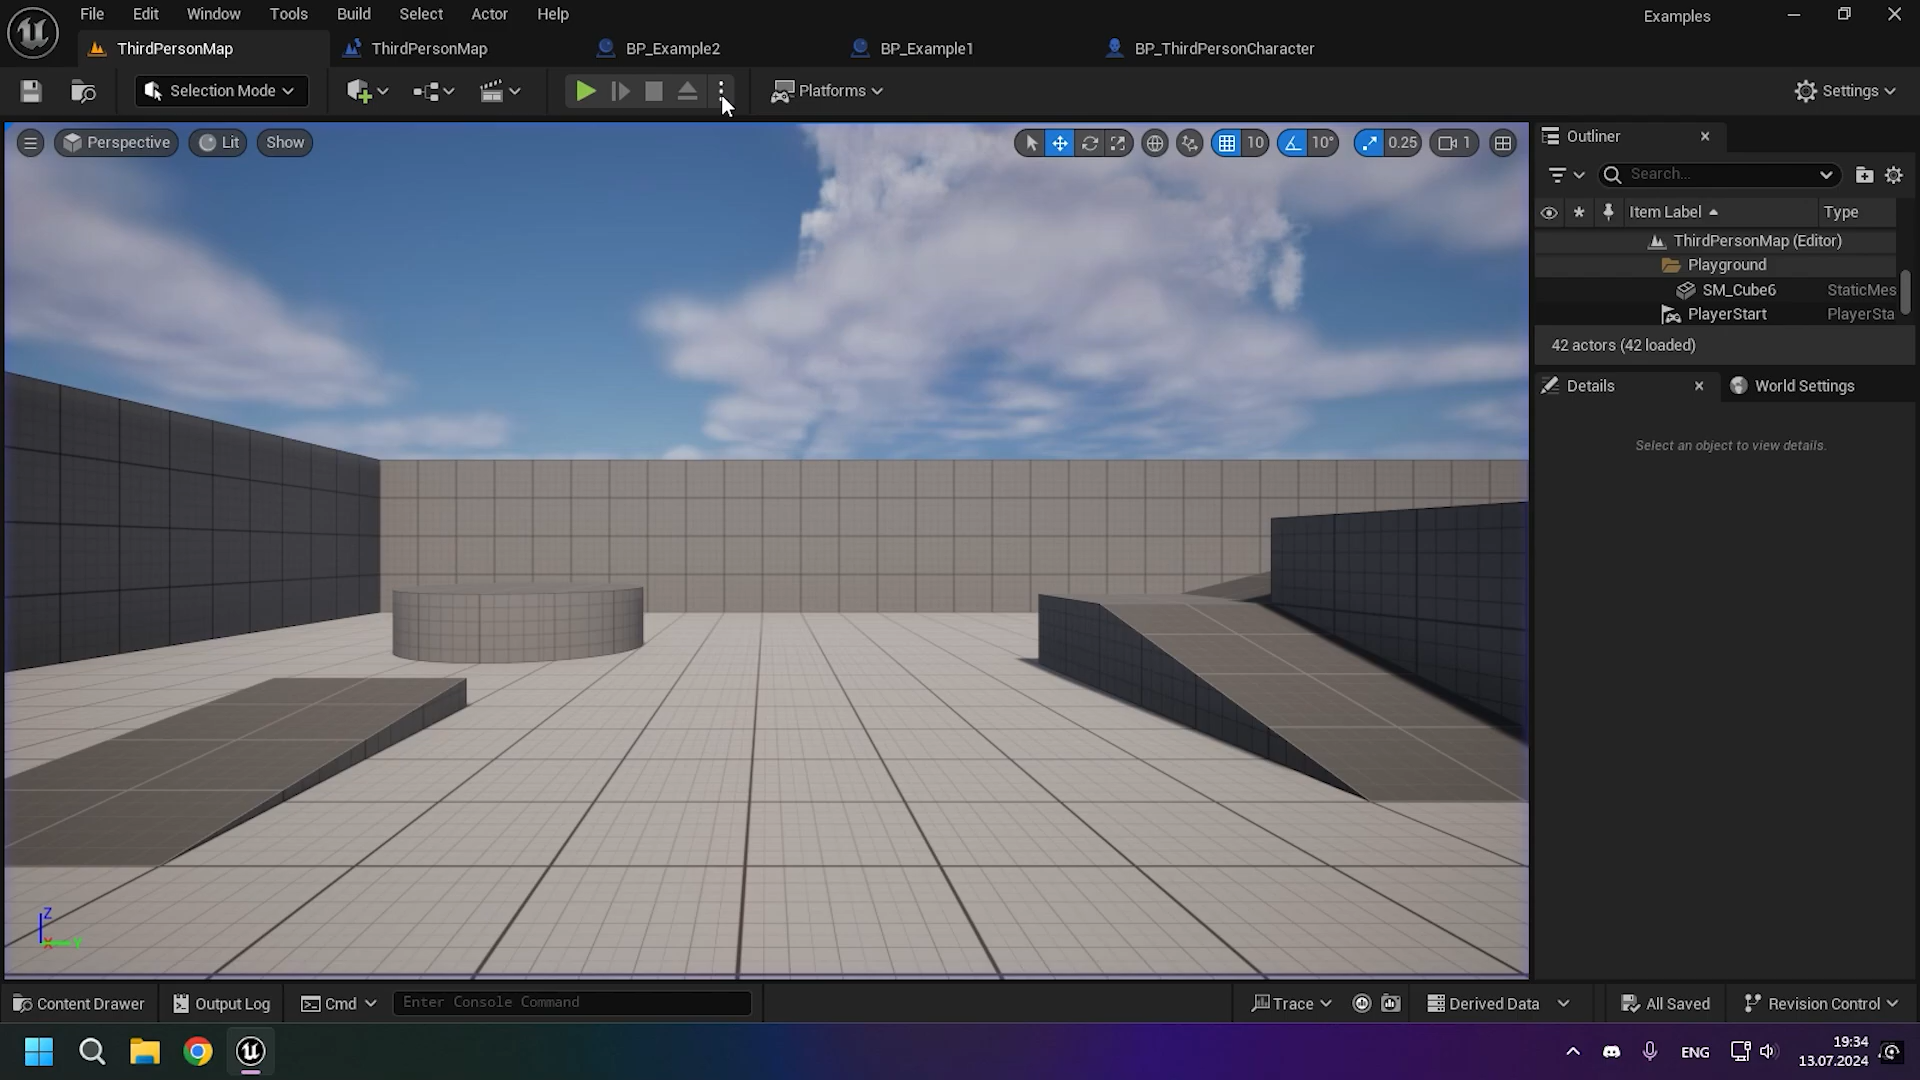 File Edit Window Tools Build Select Actor Help
Examples
ThirdPersonMap
ThirdPersonMap
BP_Example2
BP_Example1
BP_ThirdPersonCharacter
Selection Mode
Platforms
Settings
Perspective
Lit
Show
10
10°
0.25
1
Outliner
Search...
Item Label
Type
ThirdPersonMap (Editor)
Playground
SM_Cube6 StaticMes
PlayerStart PlayerSta
42 actors (42 loaded)
Details
World Settings
Select an object to view details.
Z
X
Y
Content Drawer
Output Log
Cmd
Enter Console Command
Trace
Derived Data
All Saved
Revision Control
ENG
19:34
13.07.2024